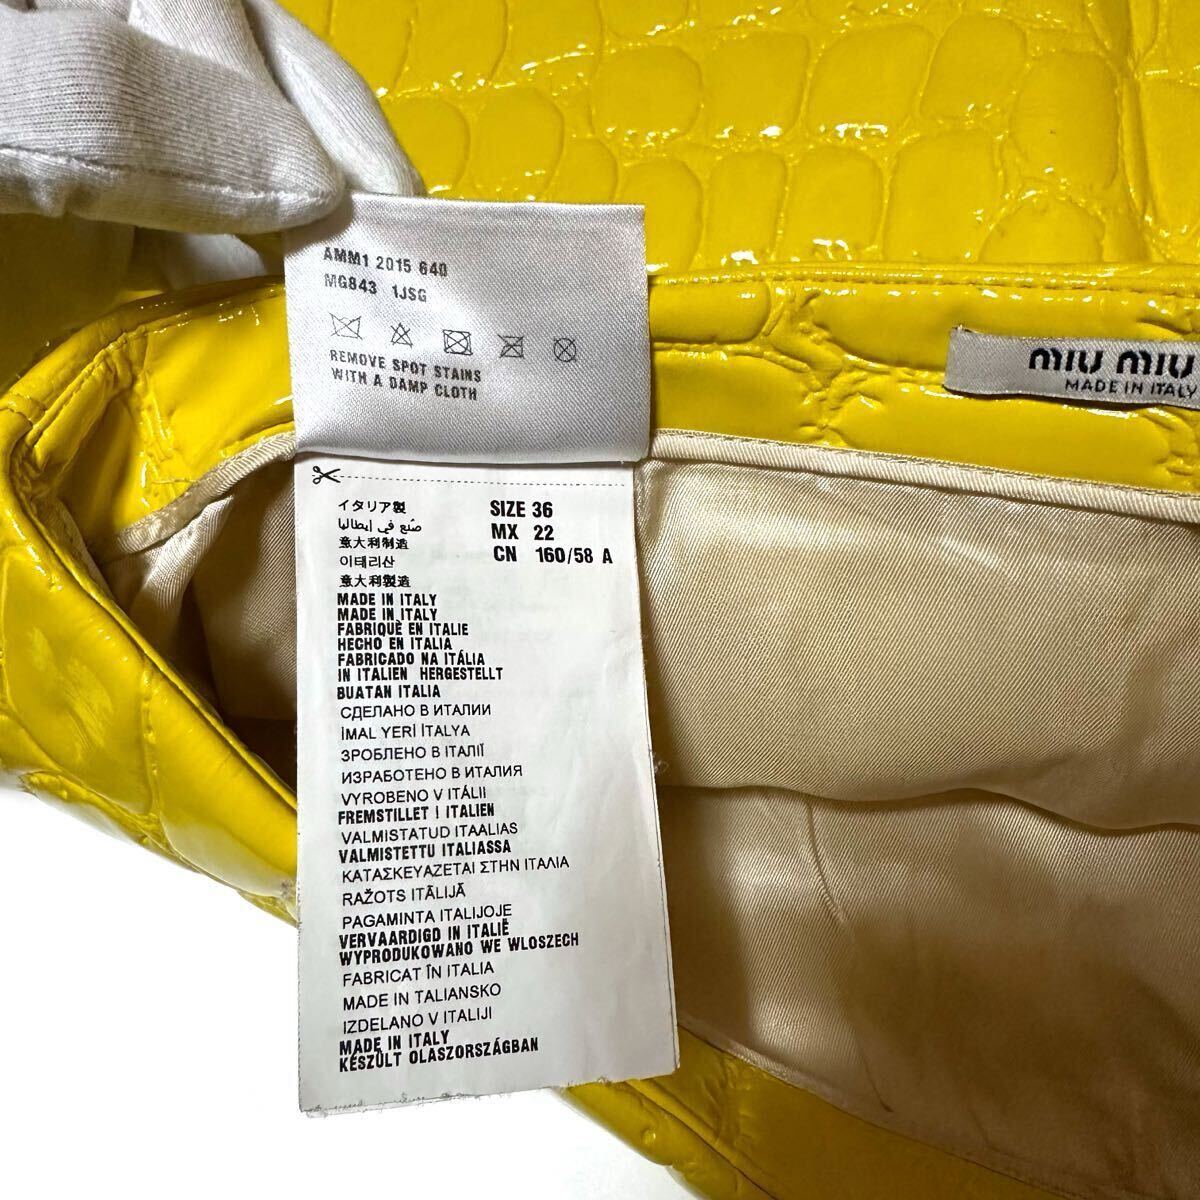 AMM1 2015 640
MG843 1JSG
REMOVE SPOT STAINS
WITH A DAMP CLOTH
miu miu
MADE IN ITALY
イタリア製
صنع في إيطاليا
意大利制造
이태리산
意大利製造
SIZE 36
MX 22
CN 160/58 A
MADE IN ITALY
MADE IN ITALY
FABRIQUÈ EN ITALIE
HECHO EN ITALIA
FABRICADO NA ITÁLIA
IN ITALIEN HERGESTELLT
BUATAN ITALIA
СДЕЛАНО В ИТАЛИИ
İMAL YERİ İTALYA
ЗРОБЛЕНО В ІТАЛІЇ
ИЗРАБОТЕНО В ИТАЛИЯ
VYROBENO V ITÁLII
FREMSTILLET I ITALIEN
VALMISTATUD ITAALIAS
VALMISTETTU ITALIASSA
ΚΑΤΑΣΚΕΥΑΖΕΤΑΙ ΣΤΗΝ ΙΤΑΛΙΑ
RAŽOTS ITĀLIJĀ
PAGAMINTA ITALIJOJE
VERVAARDIGD IN ITALIË
WYPRODUKOWANO WE WLOSZECH
FABRICAT ÎN ITALIA
MADE IN TALIANSKO
IZDELANO V ITALIJI
MADE IN ITALY
KÉSZÜLT OLASZORSZÁGBAN